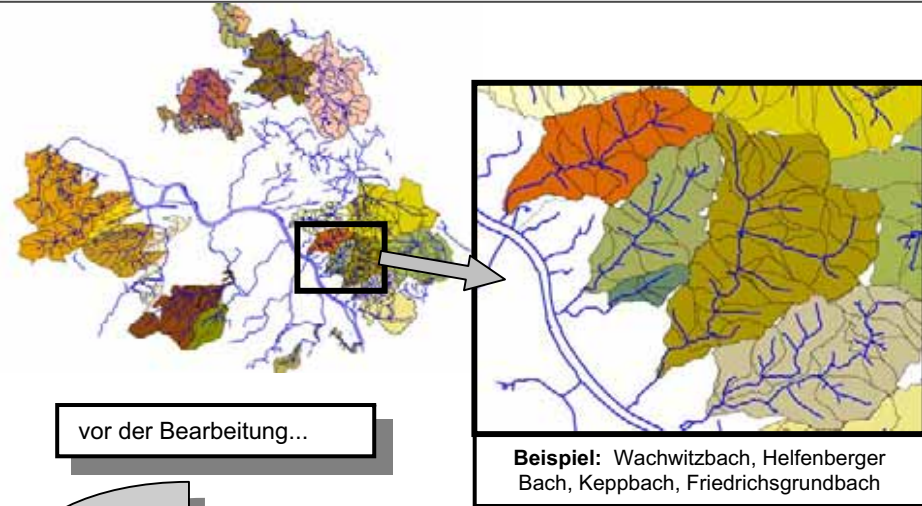 vor der Bearbeitung...
Beispiel: Wachwitzbach, Helfenberger
Bach, Keppbach, Friedrichsgrundbach